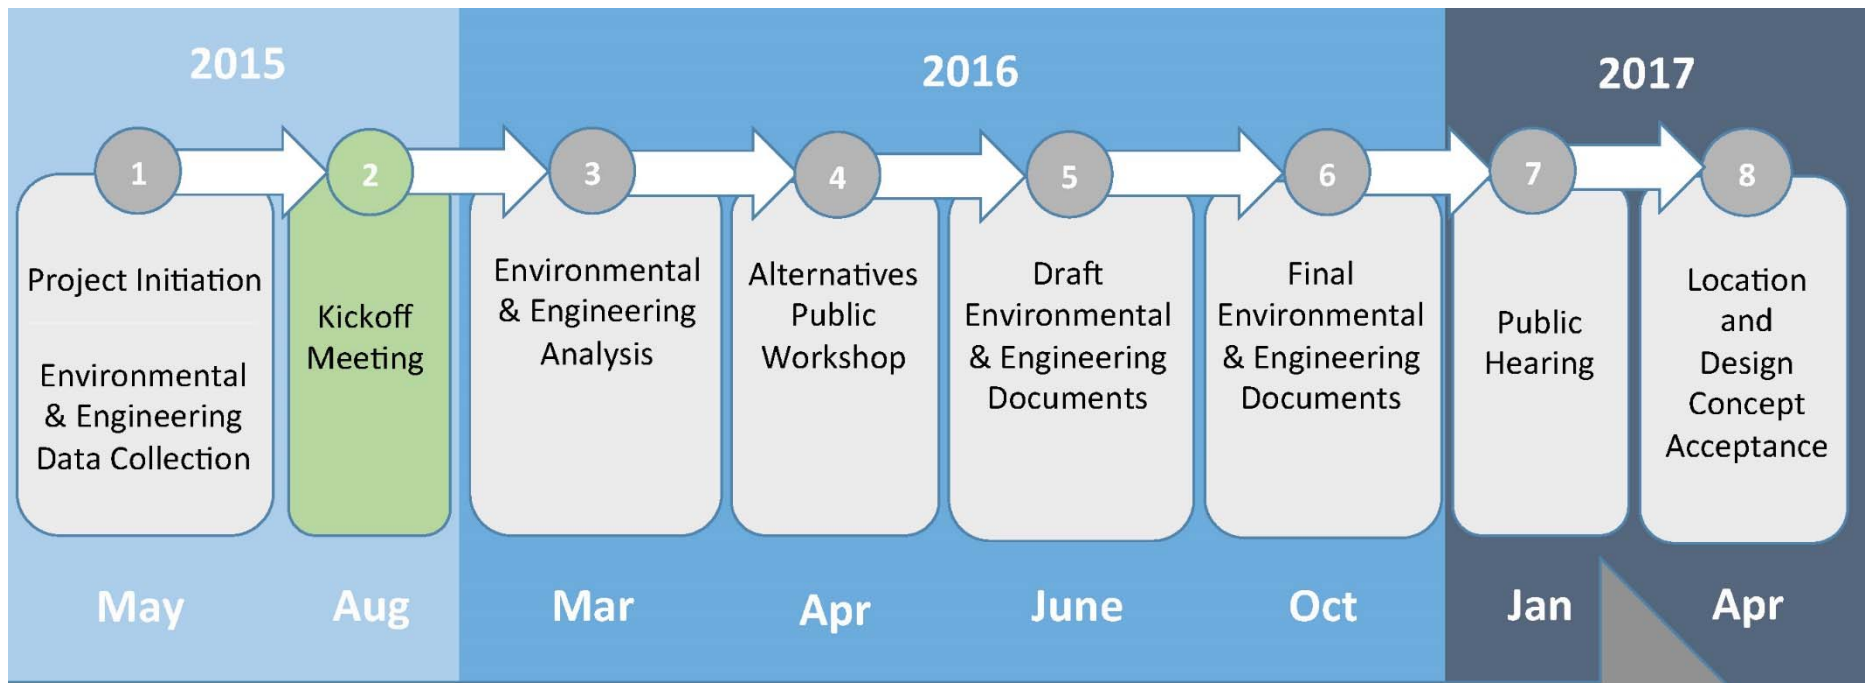 2015
2016
2017
1
2
3
4
5
6
7
8
Project Initiation
Environmental
& Engineering
Data Collection
Kickoff
Meeting
Environmental
& Engineering
Analysis
Alternatives
Public
Workshop
Draft
Environmental
& Engineering
Documents
Final
Environmental
& Engineering
Documents
Public
Hearing
Location
and
Design
Concept
Acceptance
May
Aug
Mar
Apr
June
Oct
Jan
Apr